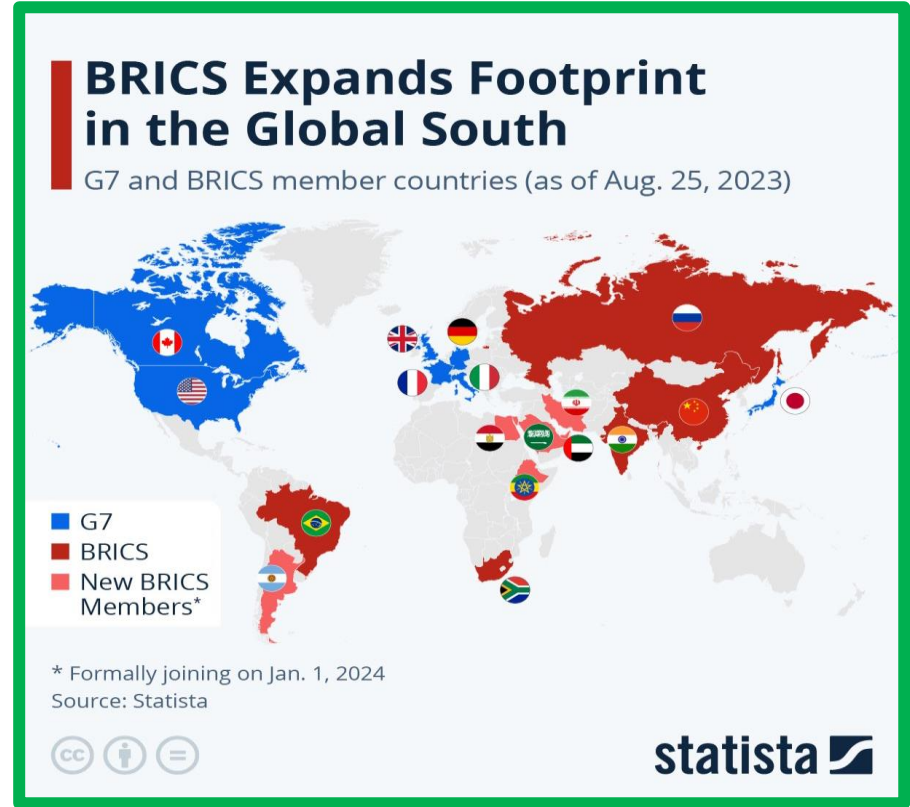 BRICS Expands Footprint
in the Global South
G7 and BRICS member countries (as of Aug. 25, 2023)
G7
BRICS
New BRICS
Members*
* Formally joining on Jan. 1, 2024
Source: Statista
cc
statista